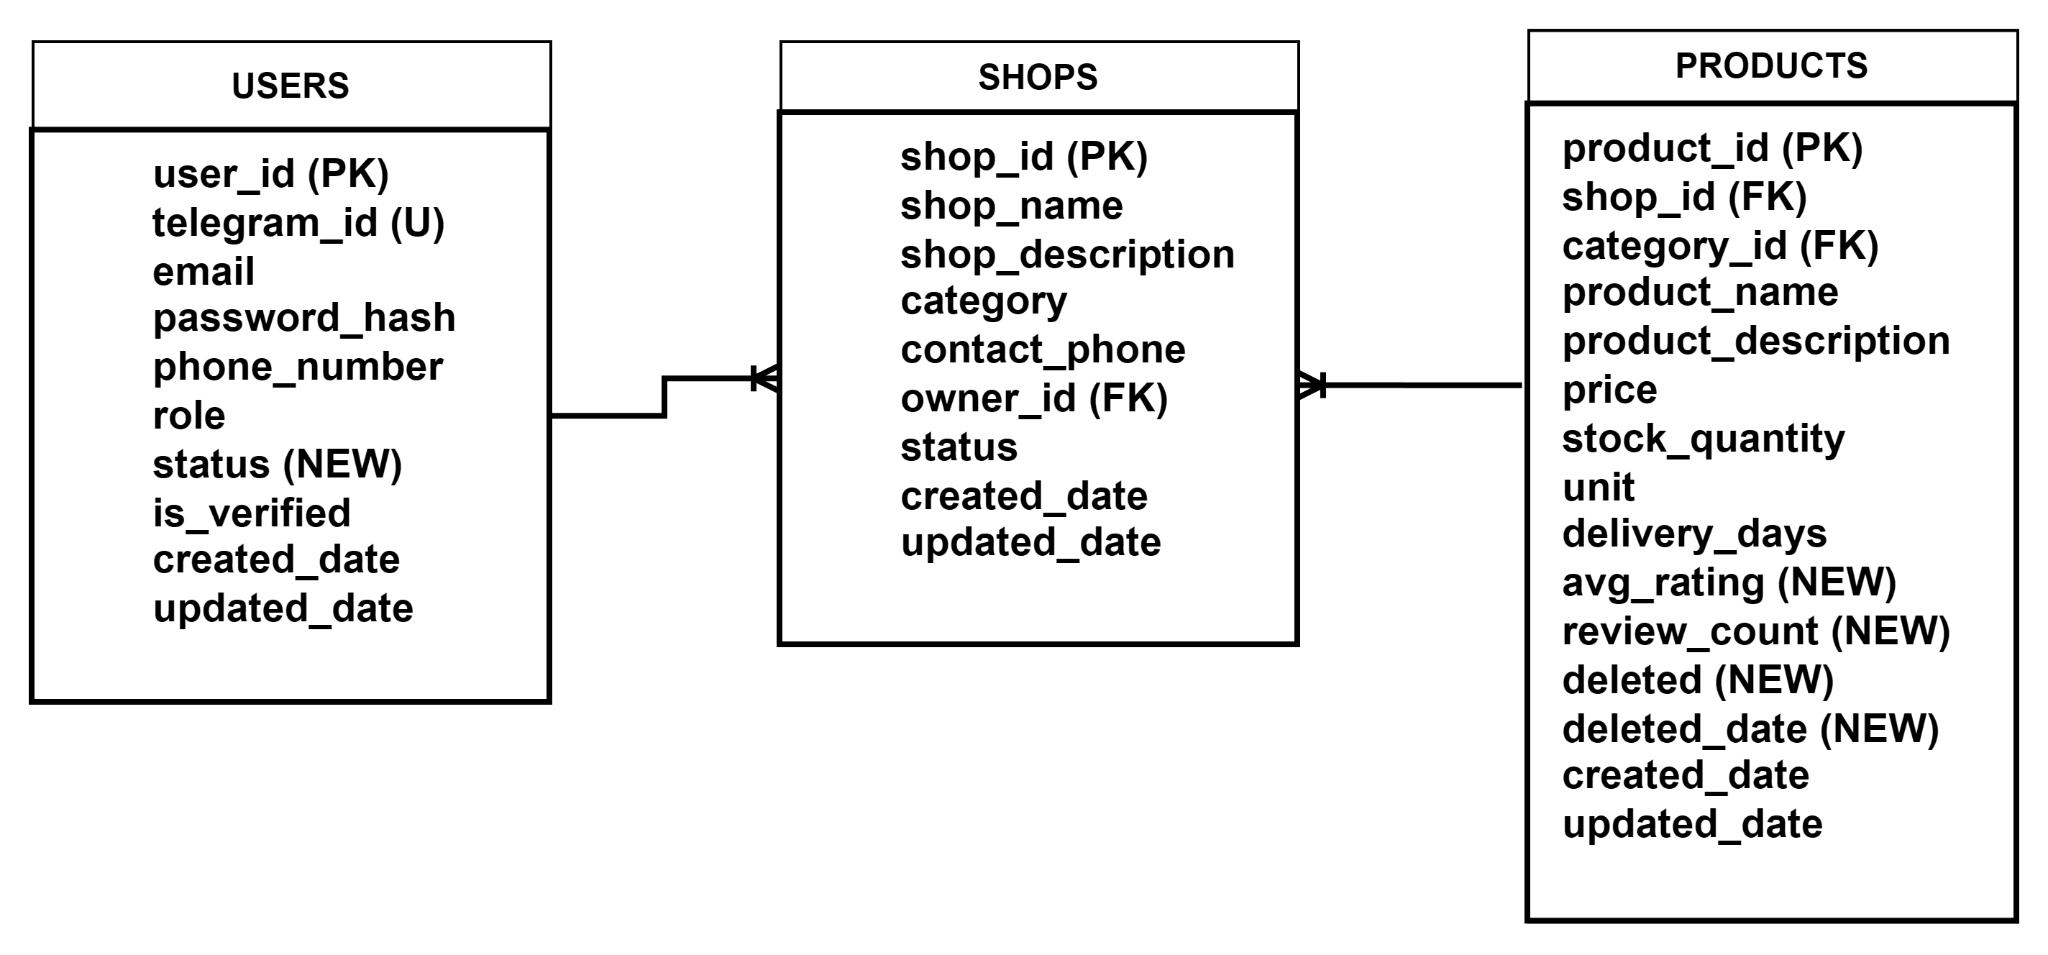 USERS
user_id (PK)
telegram_id (U)
email
password_hash
phone_number
role
status (NEW)
is_verified
created_date
updated_date
SHOPS
shop_id (PK)
shop_name
shop_description
category
contact_phone
owner_id (FK)
status
created_date
updated_date
PRODUCTS
product_id (PK)
shop_id (FK)
category_id (FK)
product_name
product_description
price
stock_quantity
unit
delivery_days
avg_rating (NEW)
review_count (NEW)
deleted (NEW)
deleted_date (NEW)
created_date
updated_date